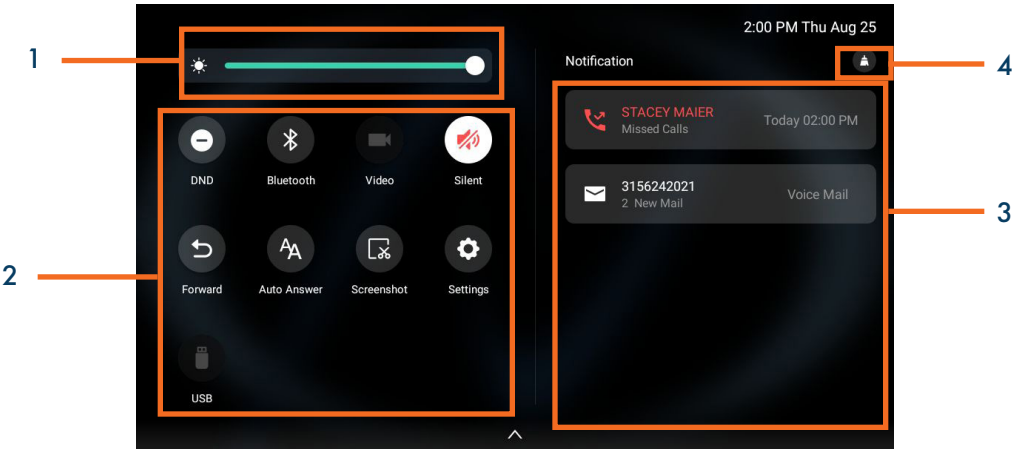 2:00 PM Thu Aug 25
1
Notification
4
STACEY MAIER
Missed Calls
Today 02:00 PM
DND
Bluetooth
Video
Silent
3156242021
2 New Mail
Voice Mail
3
2
Forward
Auto Answer
Screenshot
Settings
USB